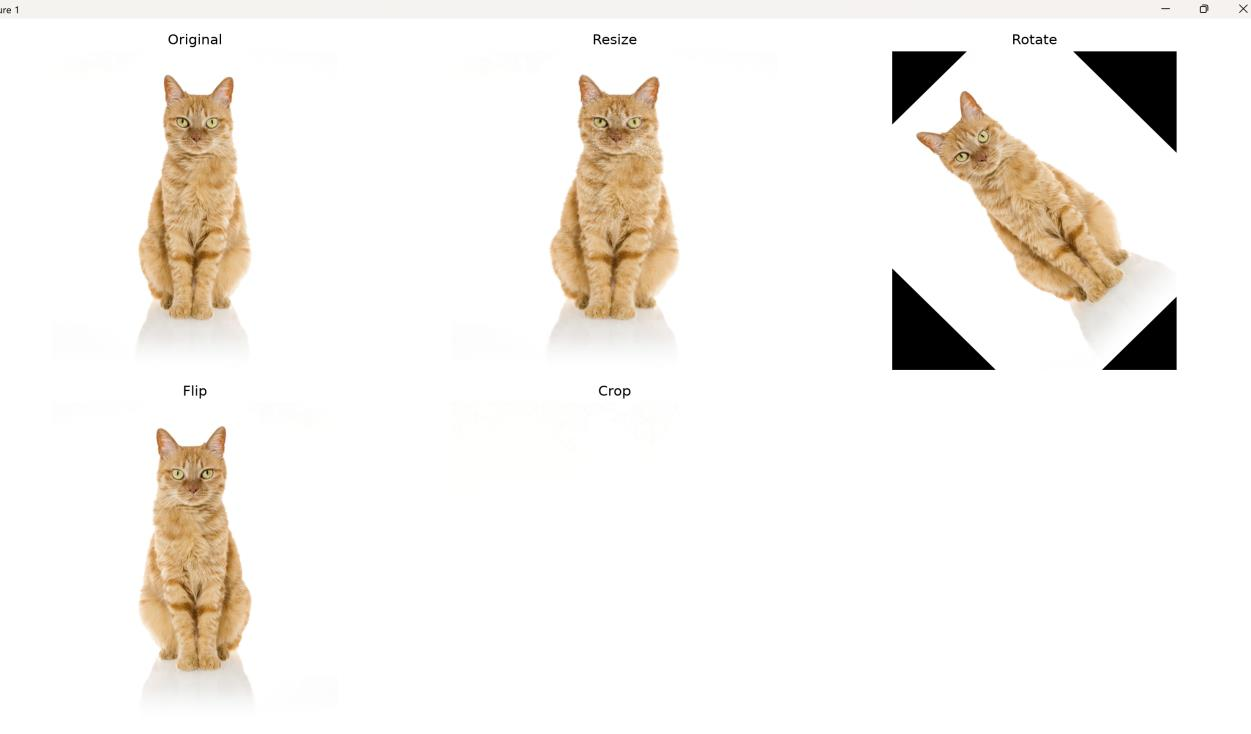 ure 1
Original
Resize
Rotate
Flip
Crop